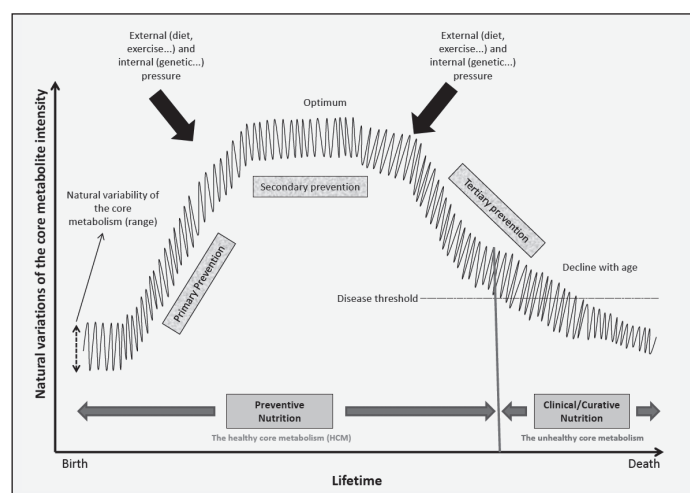 External (diet,
exercise...) and
internal (genetic...)
pressure
External (diet,
exercise...) and
internal (genetic...)
pressure
Optimum
Natural variations of the core metabolite intensity
Natural variability of
the core
metabolism (range)
Primary Prevention
Secondary prevention
Tertiary prevention
Decline with age
Disease threshold
Preventive
Nutrition
Clinical/Curative
Nutrition
The healthy core metabolism (HCM)
The unhealthy core metabolism
Birth
Death
Lifetime